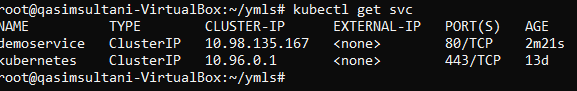 root@qasimsultani-VirtualBox:~/ymls# kubectl get svc
NAME TYPE CLUSTER-IP EXTERNAL-IP PORT(S) AGE
demoservice ClusterIP 10.98.135.167 <none> 80/TCP 2m21s
kubernetes ClusterIP 10.96.0.1 <none> 443/TCP 13d
root@qasimsultani-VirtualBox:~/ymls#